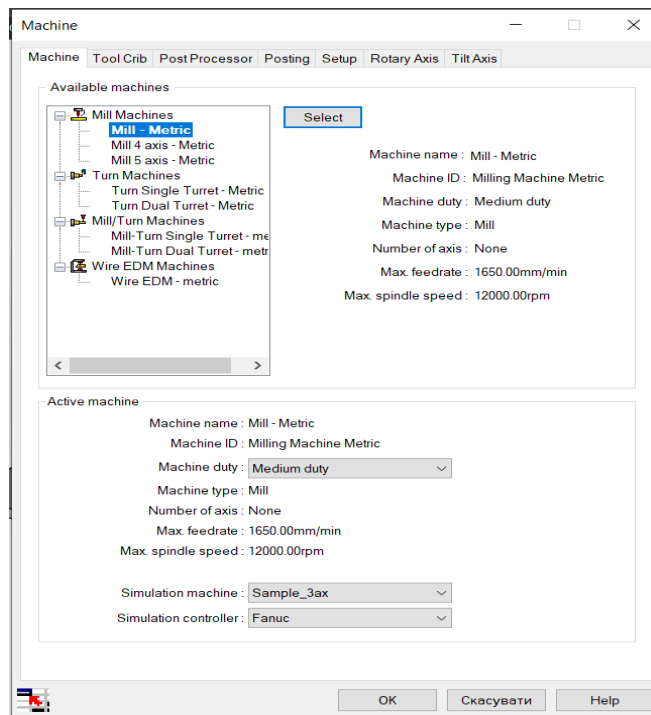 Machine
Machine Tool Crib Post Processor Posting Setup Rotary Axis Tilt Axis
Available machines
Mill Machines
Mill - Metric
Mill 4 axis - Metric
Mill 5 axis - Metric
Turn Machines
Turn Single Turret - Metric
Turn Dual Turret - Metric
Mill/Turn Machines
Mill-Turn Single Turret - me
Mill-Turn Dual Turret - metr
Wire EDM Machines
Wire EDM - metric
Select
Machine name : Mill - Metric
Machine ID : Milling Machine Metric
Machine duty : Medium duty
Machine type : Mill
Number of axis : None
Max. feedrate : 1650.00mm/min
Max. spindle speed : 12000.00rpm
Active machine
Machine name : Mill - Metric
Machine ID : Milling Machine Metric
Machine duty : Medium duty
Machine type : Mill
Number of axis : None
Max. feedrate : 1650.00mm/min
Max. spindle speed : 12000.00rpm
Simulation machine : Sample_3ax
Simulation controller : Fanuc
OK Скасувати Help